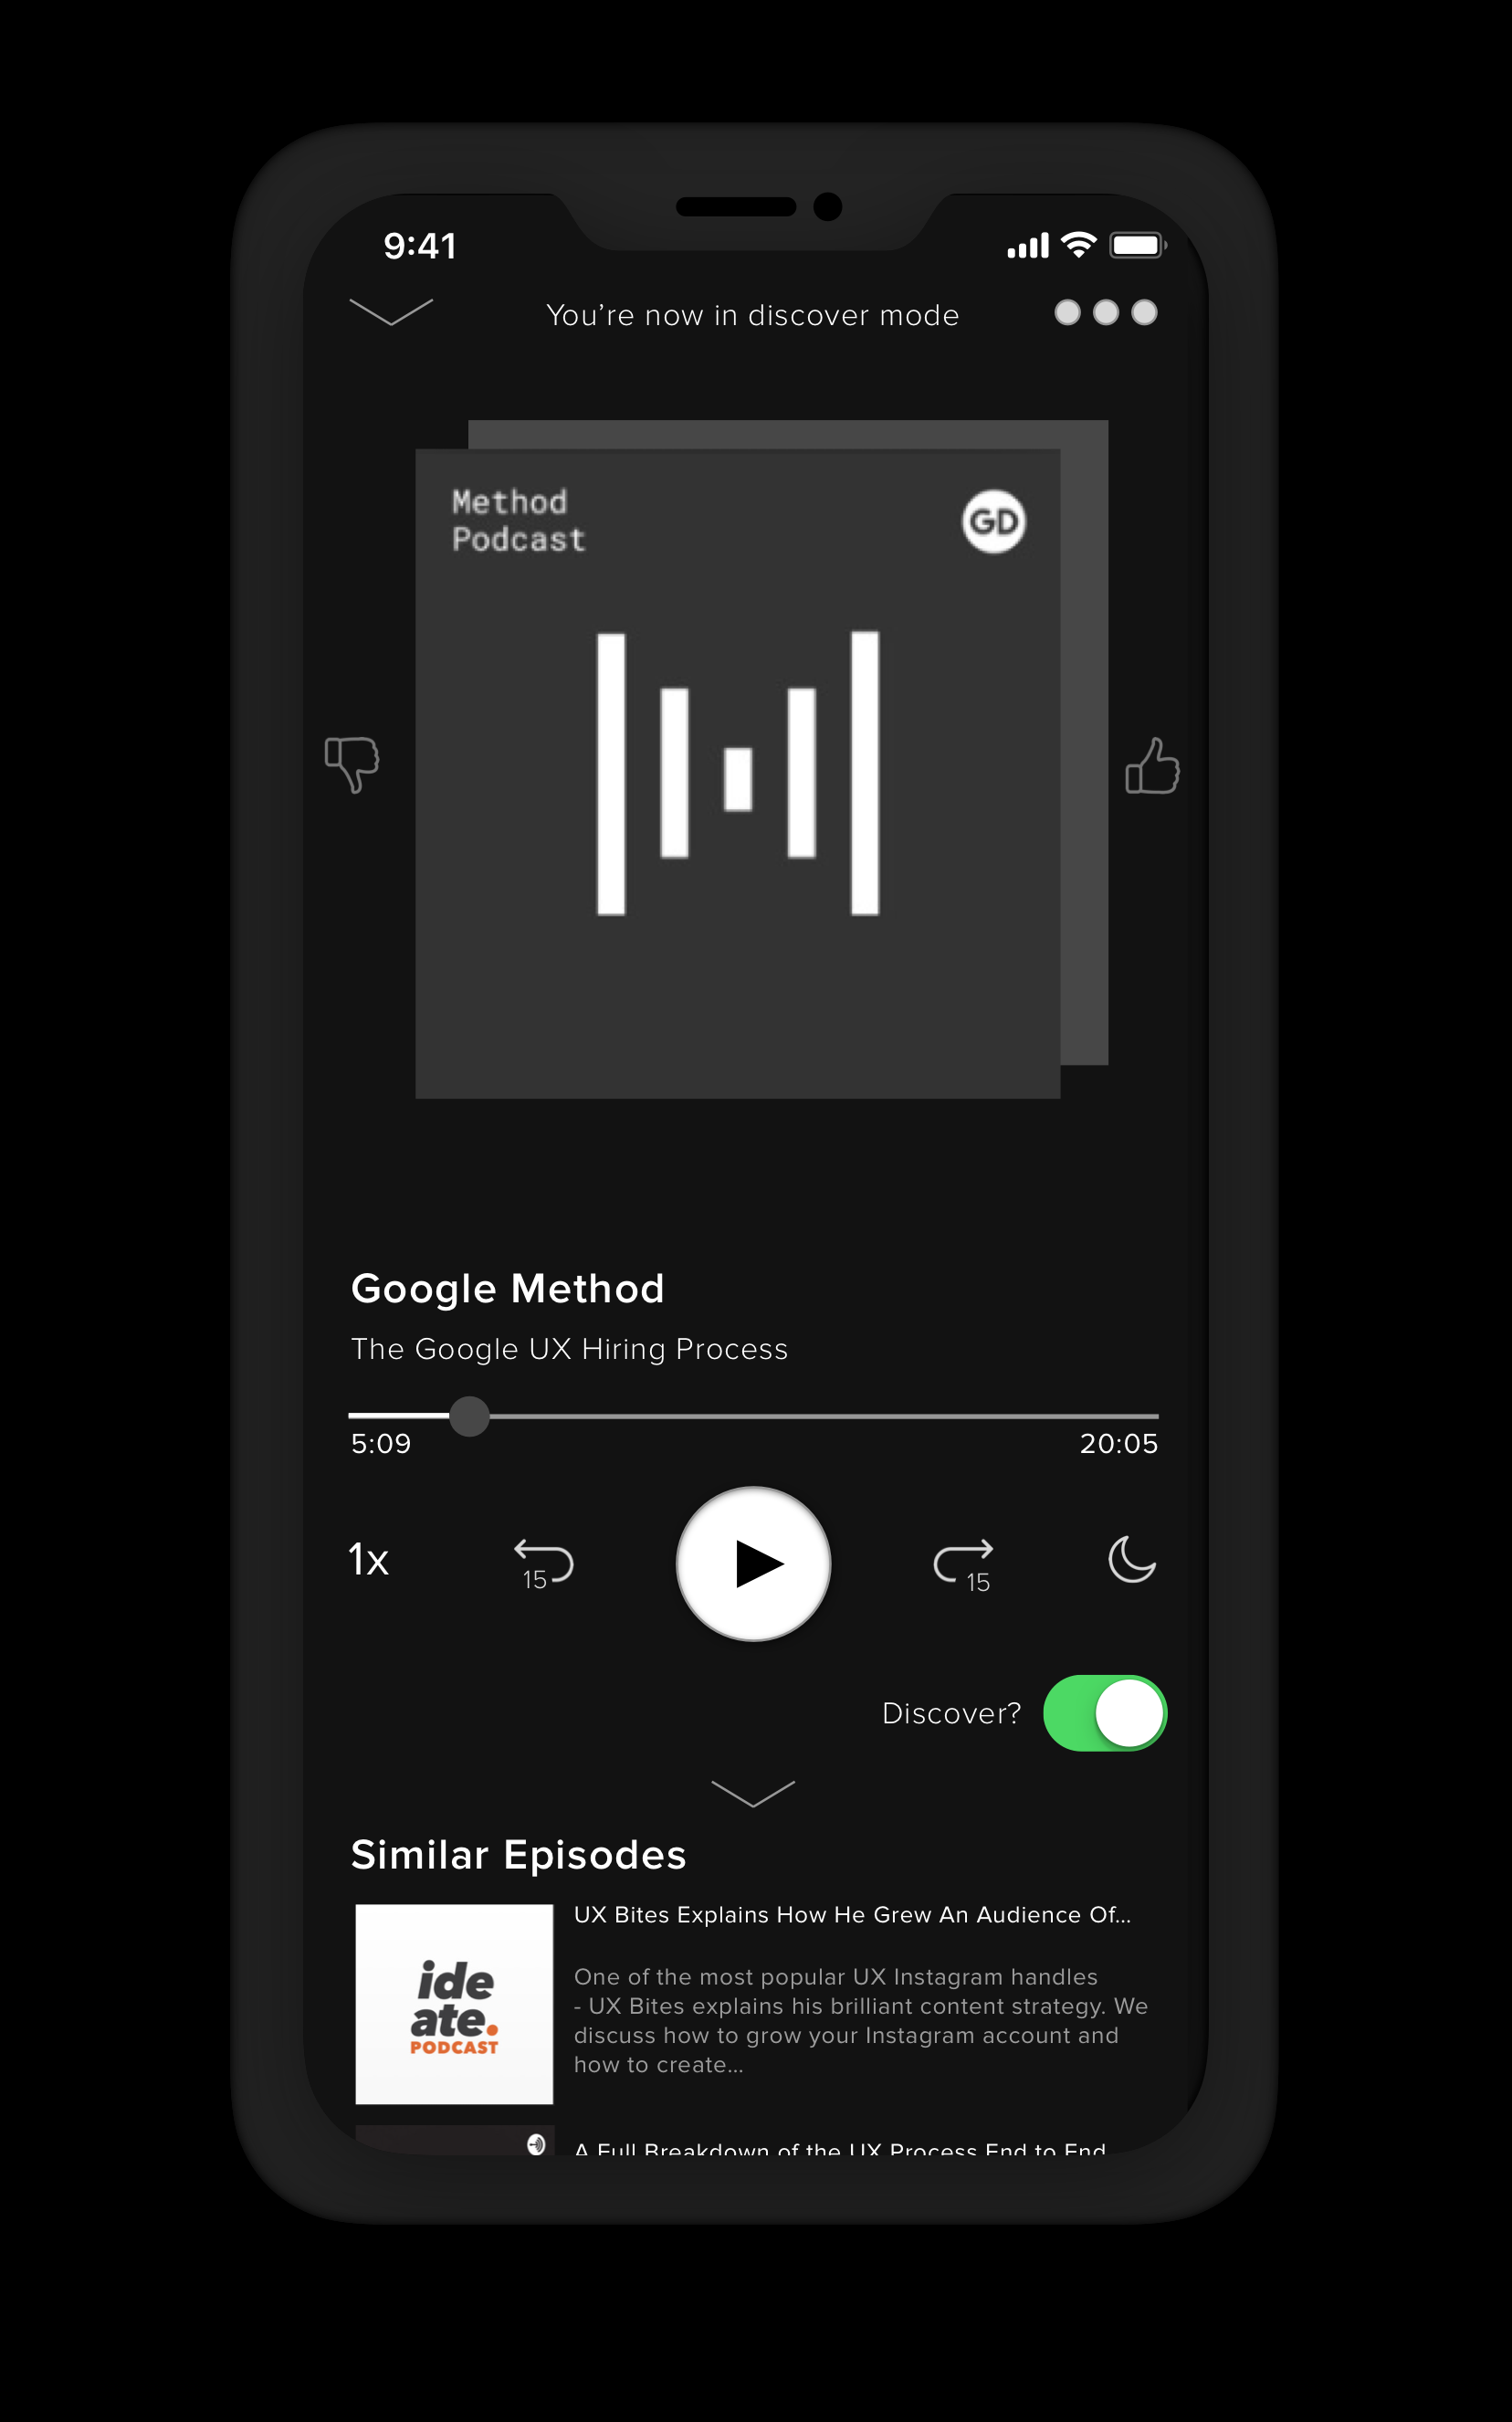 9:41
You’re now in discover mode
Method
Podcast
GD
Google Method
The Google UX Hiring Process
5:09
20:05
1x
15
15
Discover?
Similar Episodes
ide
ate.
PODCAST
UX Bites Explains How He Grew An Audience Of...
One of the most popular UX Instagram handles
- UX Bites explains his brilliant content strategy. We
discuss how to grow your Instagram account and
how to create...
A Full Breakdown of the UX Process End to End